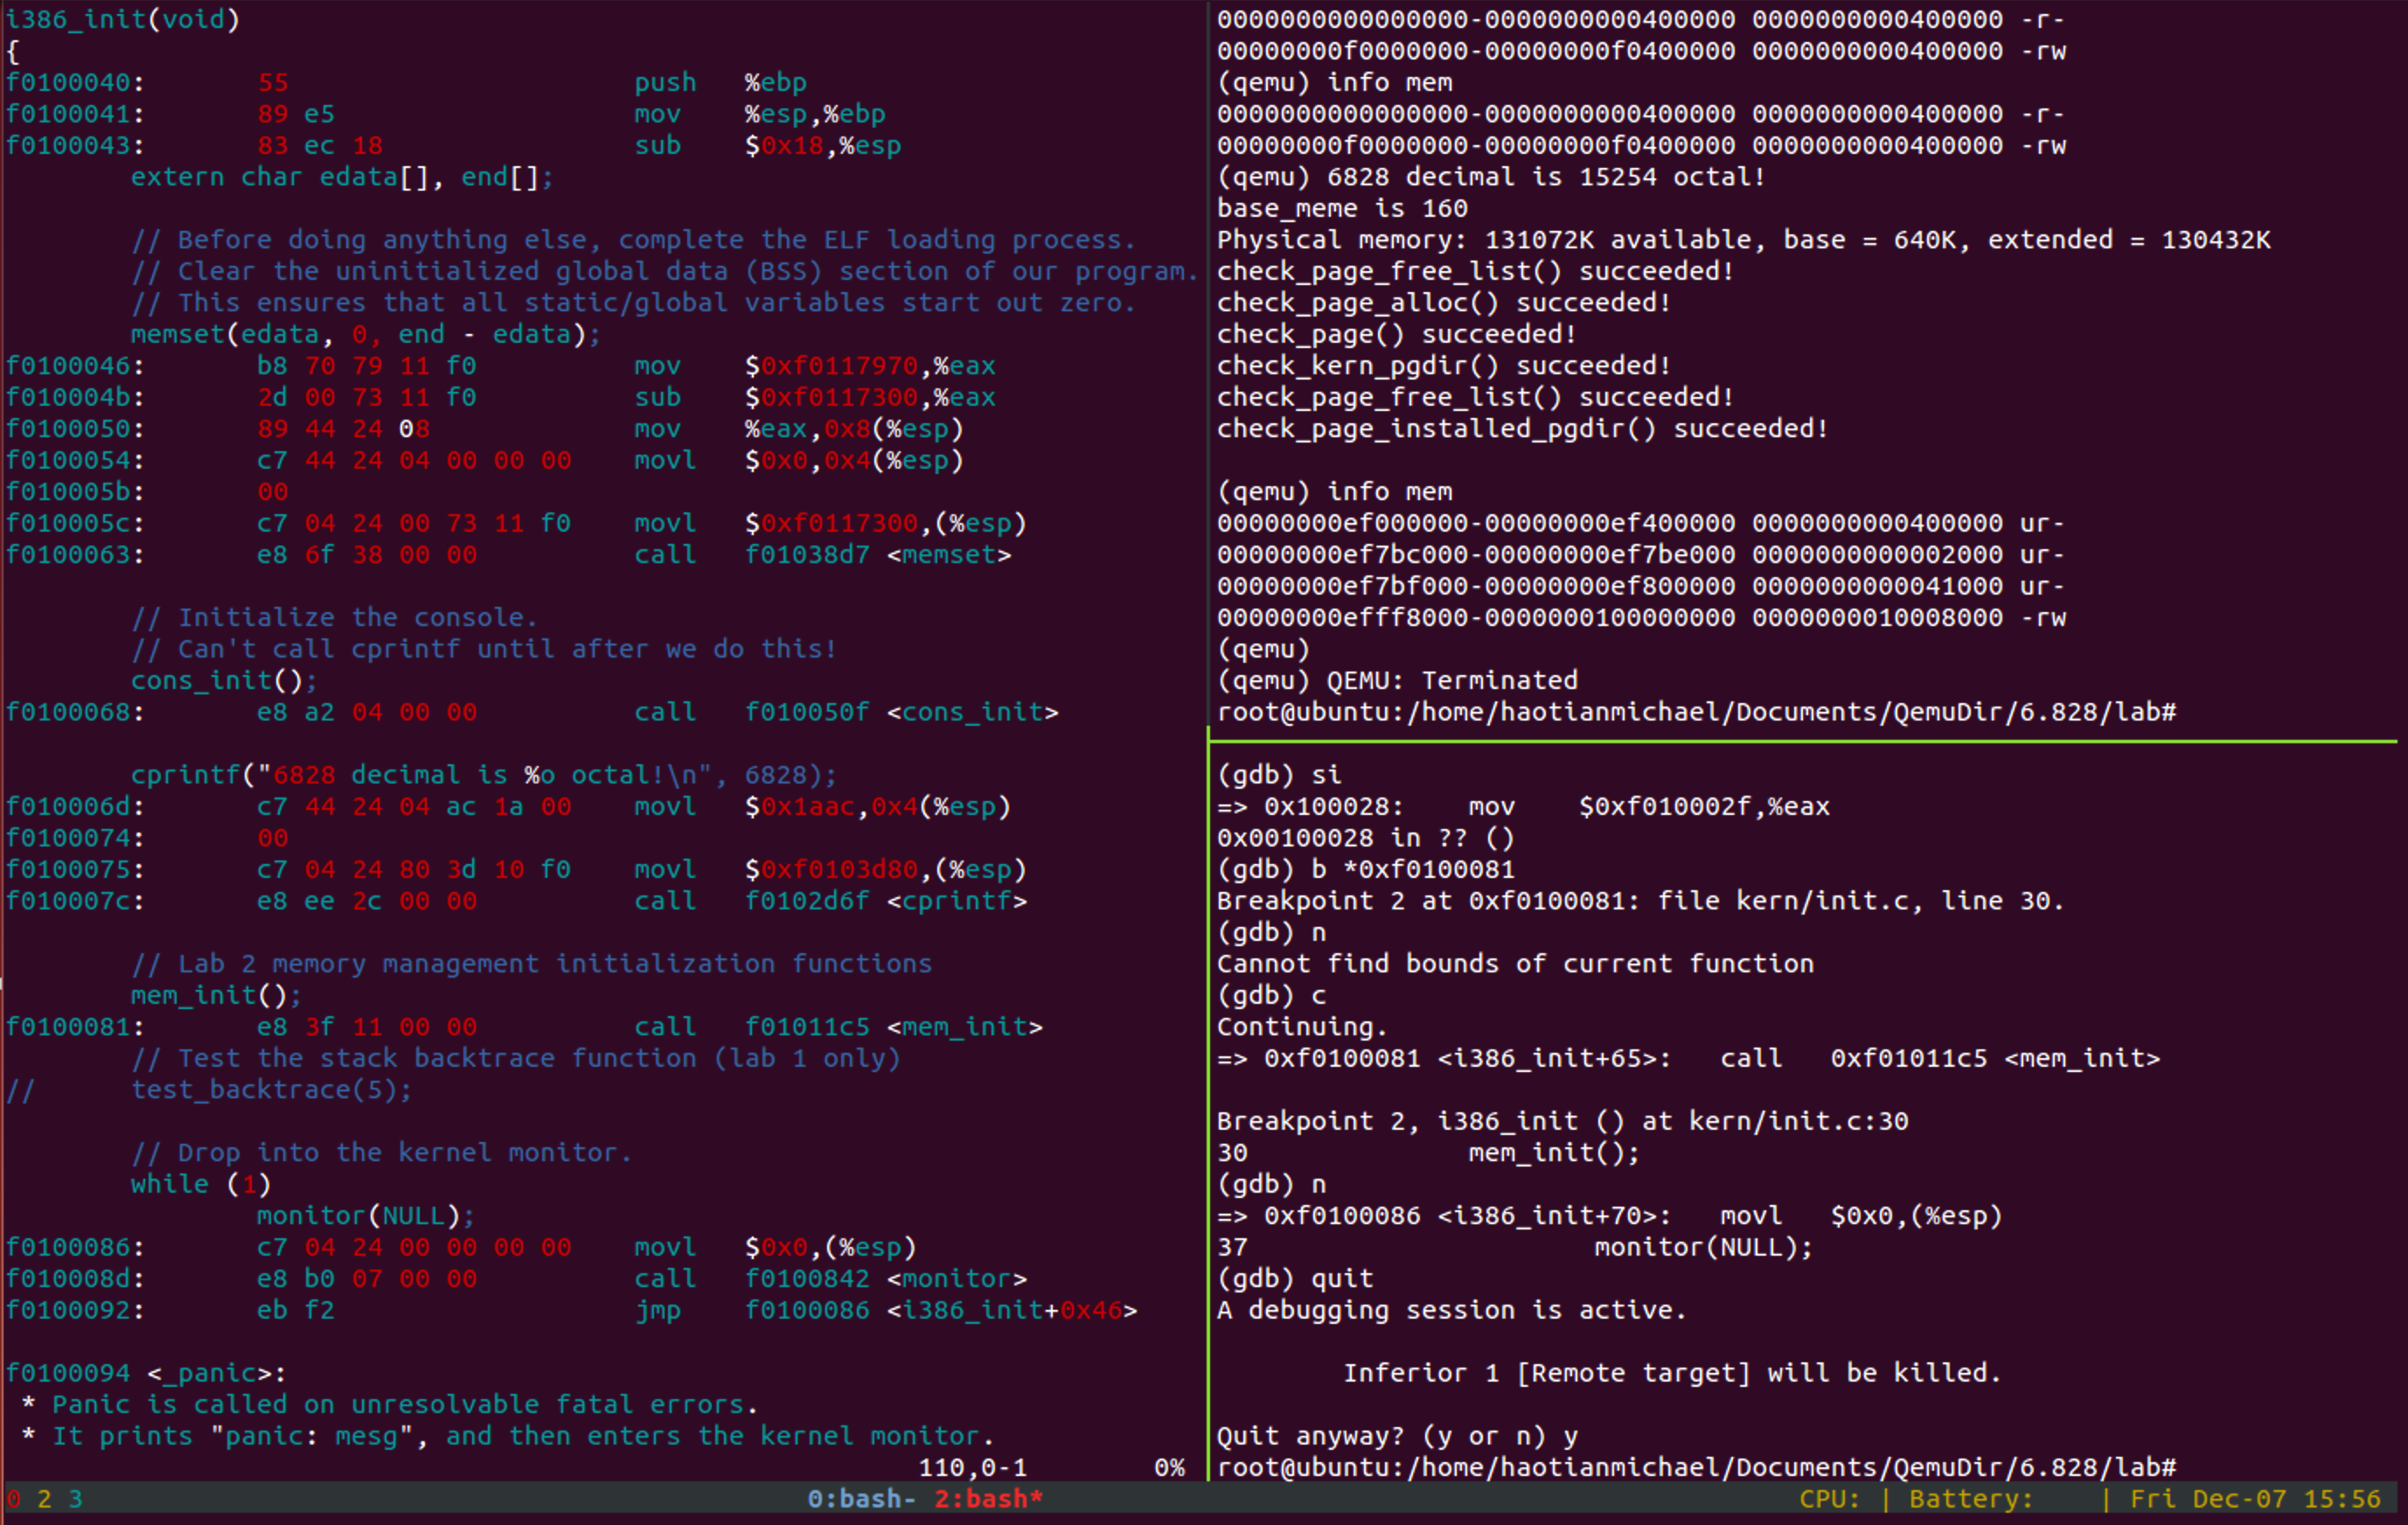 i386_init(void)
{
f0100040:       55                      push   %ebp
f0100041:       89 e5                   mov    %esp,%ebp
f0100043:       83 ec 18                sub    $0x18,%esp
        extern char edata[], end[];
        // Before doing anything else, complete the ELF loading process.
        // Clear the uninitialized global data (BSS) section of our program.
        // This ensures that all static/global variables start out zero.
        memset(edata, 0, end - edata);
f0100046:       b8 70 79 11 f0          mov    $0xf0117970,%eax
f010004b:       2d 00 73 11 f0          sub    $0xf0117300,%eax
f0100050:       89 44 24 08             mov    %eax,0x8(%esp)
f0100054:       c7 44 24 04 00 00 00    movl   $0x0,0x4(%esp)
f010005b:       00
f010005c:       c7 04 24 00 73 11 f0    movl   $0xf0117300,(%esp)
f0100063:       e8 6f 38 00 00          call   f01038d7 <memset>
        // Initialize the console.
        // Can't call cprintf until after we do this!
        cons_init();
f0100068:       e8 a2 04 00 00          call   f010050f <cons_init>
        cprintf("6828 decimal is %o octal!\n", 6828);
f010006d:       c7 44 24 04 ac 1a 00    movl   $0x1aac,0x4(%esp)
f0100074:       00
f0100075:       c7 04 24 80 3d 10 f0    movl   $0xf0103d80,(%esp)
f010007c:       e8 ee 2c 00 00          call   f0102d6f <cprintf>
        // Lab 2 memory management initialization functions
        mem_init();
f0100081:       e8 3f 11 00 00          call   f01011c5 <mem_init>
        // Test the stack backtrace function (lab 1 only)
//      test_backtrace(5);
        // Drop into the kernel monitor.
        while (1)
                monitor(NULL);
f0100086:       c7 04 24 00 00 00 00    movl   $0x0,(%esp)
f010008d:       e8 b0 07 00 00          call   f0100842 <monitor>
f0100092:       eb f2                   jmp    f0100086 <i386_init+0x46>
f0100094 <_panic>:
 * Panic is called on unresolvable fatal errors.
 * It prints "panic: mesg", and then enters the kernel monitor.
110,0-1         0%
0000000000000000-0000000000400000 0000000000400000 -r-
00000000f0000000-00000000f0400000 0000000000400000 -rw
(qemu) info mem
0000000000000000-0000000000400000 0000000000400000 -r-
00000000f0000000-00000000f0400000 0000000000400000 -rw
(qemu) 6828 decimal is 15254 octal!
base_meme is 160
Physical memory: 131072K available, base = 640K, extended = 130432K
check_page_free_list() succeeded!
check_page_alloc() succeeded!
check_page() succeeded!
check_kern_pgdir() succeeded!
check_page_free_list() succeeded!
check_page_installed_pgdir() succeeded!
(qemu) info mem
00000000ef000000-00000000ef400000 0000000000400000 ur-
00000000ef7bc000-00000000ef7be000 0000000000002000 ur-
00000000ef7bf000-00000000ef800000 0000000000041000 ur-
00000000efff8000-0000000100000000 0000000010008000 -rw
(qemu)
(qemu) QEMU: Terminated
root@ubuntu:/home/haotianmichael/Documents/QemuDir/6.828/lab#
(gdb) si
=> 0x100028:    mov    $0xf010002f,%eax
0x00100028 in ?? ()
(gdb) b *0xf0100081
Breakpoint 2 at 0xf0100081: file kern/init.c, line 30.
(gdb) n
Cannot find bounds of current function
(gdb) c
Continuing.
=> 0xf0100081 <i386_init+65>:   call   0xf01011c5 <mem_init>
Breakpoint 2, i386_init () at kern/init.c:30
30              mem_init();
(gdb) n
=> 0xf0100086 <i386_init+70>:   movl   $0x0,(%esp)
37                      monitor(NULL);
(gdb) quit
A debugging session is active.
        Inferior 1 [Remote target] will be killed.
Quit anyway? (y or n) y
root@ubuntu:/home/haotianmichael/Documents/QemuDir/6.828/lab#
0 2 3    0:bash- 2:bash*    CPU: | Battery:    | Fri Dec-07 15:56